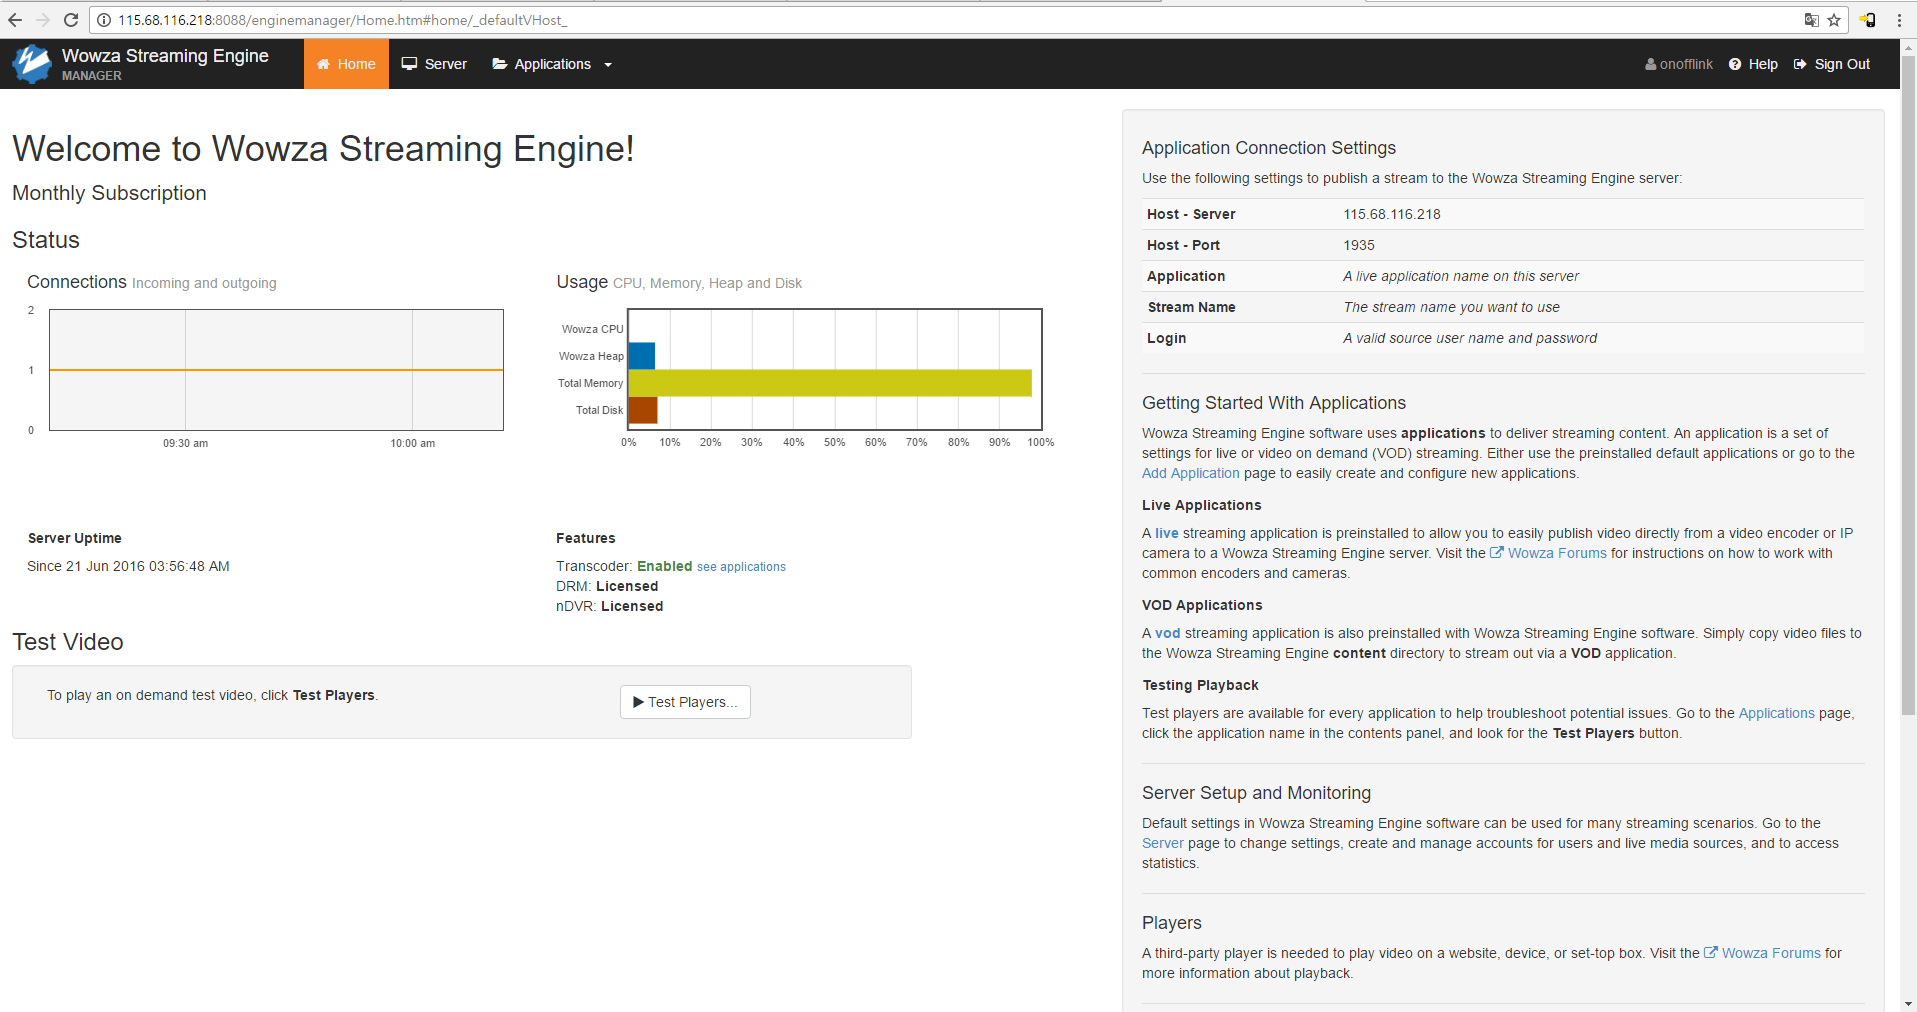 115.68.116.218:8088/enginemanager/Home.htm#home/_defaultVHost_
Wowza Streaming Engine
MANAGER
Home
Server
Applications
onofflink
Help
Sign Out
Welcome to Wowza Streaming Engine!
Monthly Subscription
Status
Connections Incoming and outgoing
2
1
0
09:30 am
10:00 am
Usage CPU, Memory, Heap and Disk
Wowza CPU
Wowza Heap
Total Memory
Total Disk
0% 10% 20% 30% 40% 50% 60% 70% 80% 90% 100%
Server Uptime
Since 21 Jun 2016 03:56:48 AM
Features
Transcoder: Enabled see applications
DRM: Licensed
nDVR: Licensed
Test Video
To play an on demand test video, click Test Players.
Test Players...
Application Connection Settings
Use the following settings to publish a stream to the Wowza Streaming Engine server:
Host - Server 115.68.116.218
Host - Port 1935
Application A live application name on this server
Stream Name The stream name you want to use
Login A valid source user name and password
Getting Started With Applications
Wowza Streaming Engine software uses applications to deliver streaming content. An application is a set of
settings for live or video on demand (VOD) streaming. Either use the preinstalled default applications or go to the
Add Application page to easily create and configure new applications.
Live Applications
A live streaming application is preinstalled to allow you to easily publish video directly from a video encoder or IP
camera to a Wowza Streaming Engine server. Visit the Wowza Forums for instructions on how to work with
common encoders and cameras.
VOD Applications
A vod streaming application is also preinstalled with Wowza Streaming Engine software. Simply copy video files to
the Wowza Streaming Engine content directory to stream out via a VOD application.
Testing Playback
Test players are available for every application to help troubleshoot potential issues. Go to the Applications page,
click the application name in the contents panel, and look for the Test Players button.
Server Setup and Monitoring
Default settings in Wowza Streaming Engine software can be used for many streaming scenarios. Go to the
Server page to change settings, create and manage accounts for users and live media sources, and to access
statistics.
Players
A third-party player is needed to play video on a website, device, or set-top box. Visit the Wowza Forums for
more information about playback.